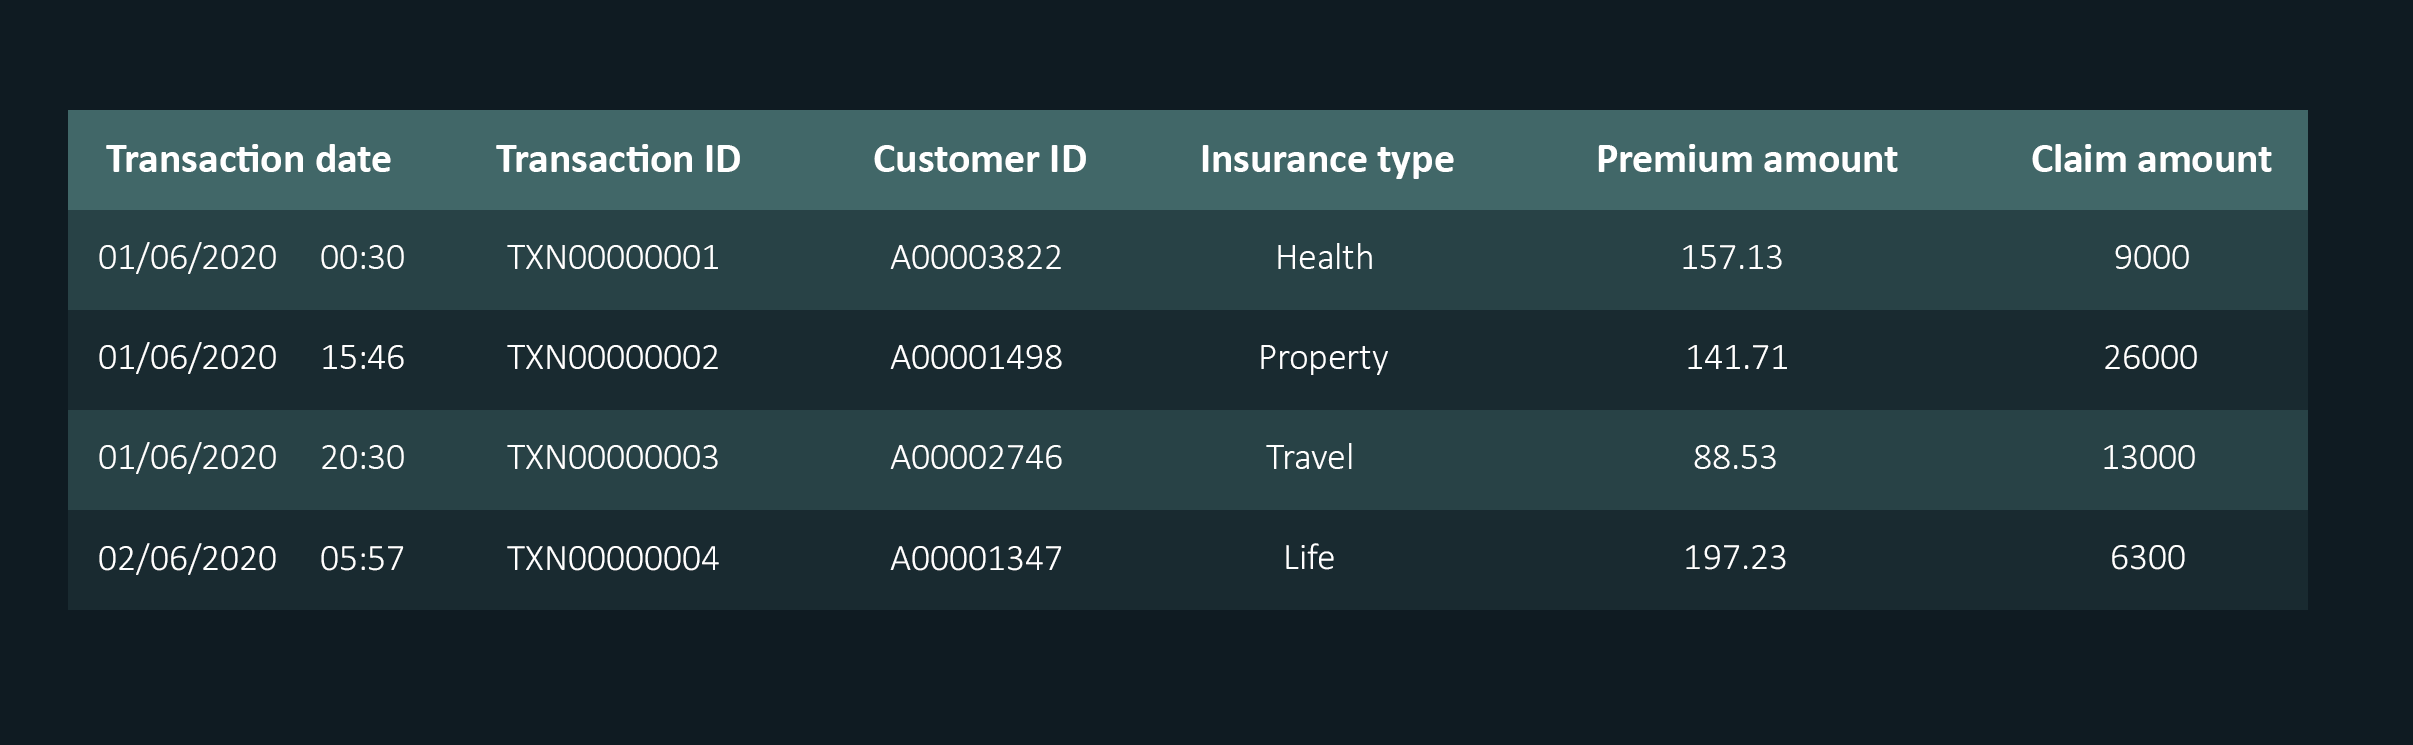 Transaction date Transaction ID Customer ID Insurance type Premium amount Claim amount
01/06/2020 00:30 TXN00000001 A00003822 Health 157.13 9000
01/06/2020 15:46 TXN00000002 A00001498 Property 141.71 26000
01/06/2020 20:30 TXN00000003 A00002746 Travel 88.53 13000
02/06/2020 05:57 TXN00000004 A00001347 Life 197.23 6300